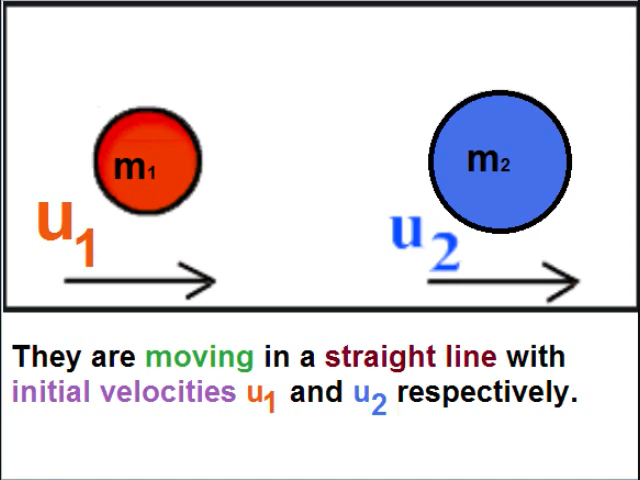 m₁
m₂
u₁
u₂
They are moving in a straight line with
initial velocities u₁ and u₂ respectively.